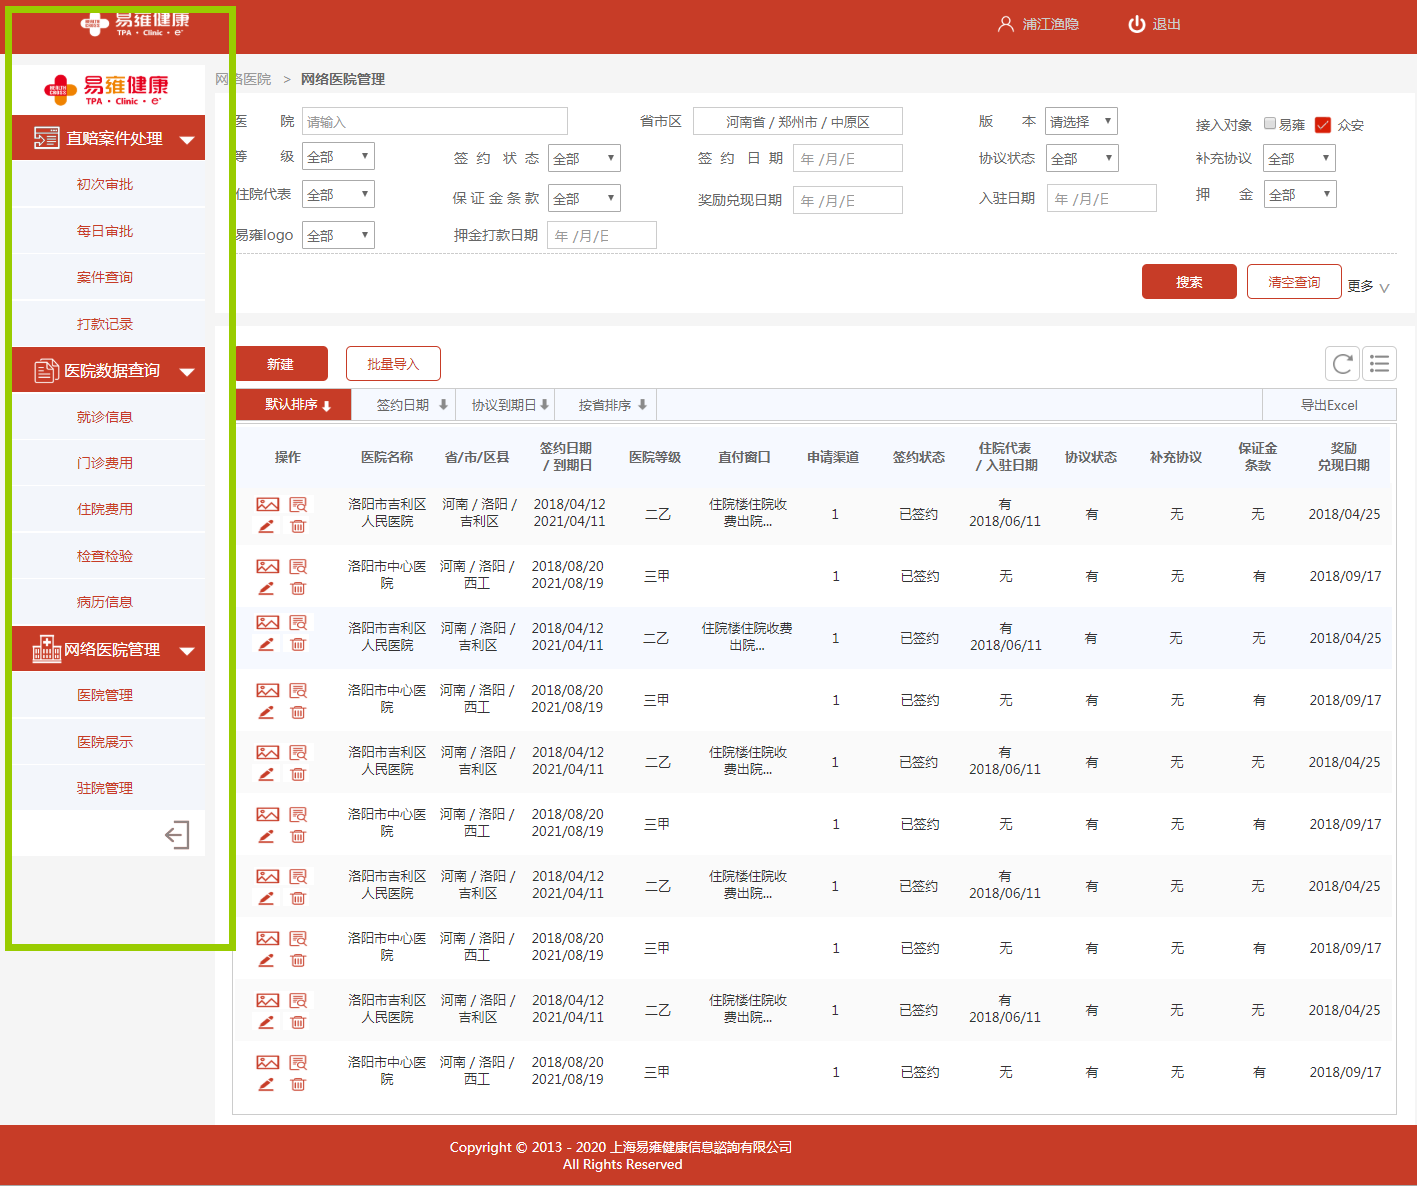 易雍健康
TPA · Clinic · e⁺
浦江渔隐
退出
易雍健康
HEALTH CROSS
TPA · Clinic · e⁺
直赔案件处理
初次审批
每日审批
案件查询
打款记录
医院数据查询
就诊信息
门诊费用
住院费用
检查检验
病历信息
网络医院管理
医院管理
医院展示
驻院管理
网络医院 > 网络医院管理
医 院 请输入 省市区 河南省 / 郑州市 / 中原区 版 本 请选择 接入对象 易雍 众安
等 级 全部 签 约 状 态 全部 签 约 日 期 年 /月/日 协议状态 全部 补充协议 全部
住院代表 全部 保 证 金 条 款 全部 奖励兑现日期 年 /月/日 入驻日期 年 /月/日 押 金 全部
易雍logo 全部 押金打款日期 年 /月/日
搜索 清空查询 更多
新建 批量导入
默认排序 签约日期 协议到期日 按省排序 导出Excel
操作 医院名称 省/市/区县 签约日期 / 到期日 医院等级 直付窗口 申请渠道 签约状态 住院代表 / 入驻日期 协议状态 补充协议 保证金条款 奖励兑现日期
洛阳市吉利区人民医院 河南 / 洛阳 / 吉利区 2018/04/12 2021/04/11 二乙 住院楼住院收费出院... 1 已签约 有 2018/06/11 有 无 无 2018/04/25
洛阳市中心医院 河南 / 洛阳 / 西工 2018/08/20 2021/08/19 三甲 1 已签约 无 有 无 有 2018/09/17
洛阳市吉利区人民医院 河南 / 洛阳 / 吉利区 2018/04/12 2021/04/11 二乙 住院楼住院收费出院... 1 已签约 有 2018/06/11 有 无 无 2018/04/25
洛阳市中心医院 河南 / 洛阳 / 西工 2018/08/20 2021/08/19 三甲 1 已签约 无 有 无 有 2018/09/17
洛阳市吉利区人民医院 河南 / 洛阳 / 吉利区 2018/04/12 2021/04/11 二乙 住院楼住院收费出院... 1 已签约 有 2018/06/11 有 无 无 2018/04/25
洛阳市中心医院 河南 / 洛阳 / 西工 2018/08/20 2021/08/19 三甲 1 已签约 无 有 无 有 2018/09/17
洛阳市吉利区人民医院 河南 / 洛阳 / 吉利区 2018/04/12 2021/04/11 二乙 住院楼住院收费出院... 1 已签约 有 2018/06/11 有 无 无 2018/04/25
洛阳市中心医院 河南 / 洛阳 / 西工 2018/08/20 2021/08/19 三甲 1 已签约 无 有 无 有 2018/09/17
洛阳市吉利区人民医院 河南 / 洛阳 / 吉利区 2018/04/12 2021/04/11 二乙 住院楼住院收费出院... 1 已签约 有 2018/06/11 有 无 无 2018/04/25
洛阳市中心医院 河南 / 洛阳 / 西工 2018/08/20 2021/08/19 三甲 1 已签约 无 有 无 有 2018/09/17
Copyright © 2013 - 2020 上海易雍健康信息諮詢有限公司
All Rights Reserved